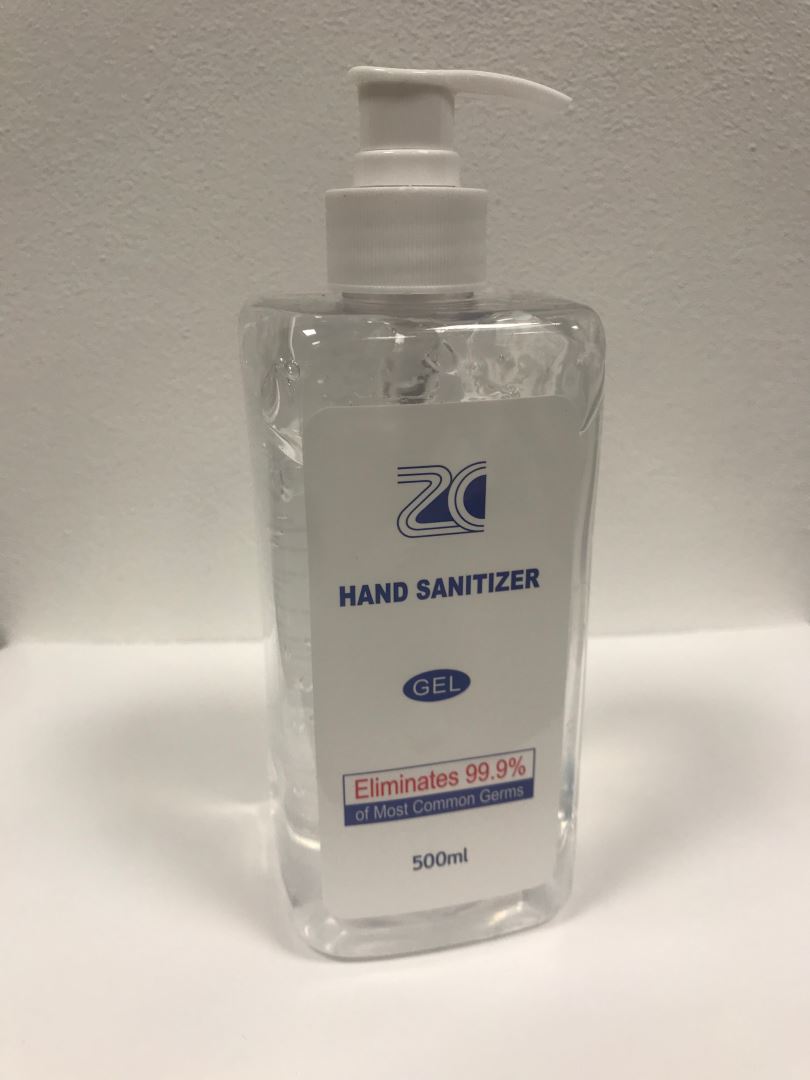 ZC
HAND SANITIZER
GEL
Eliminates 99.9%
of Most Common Germs
500ml